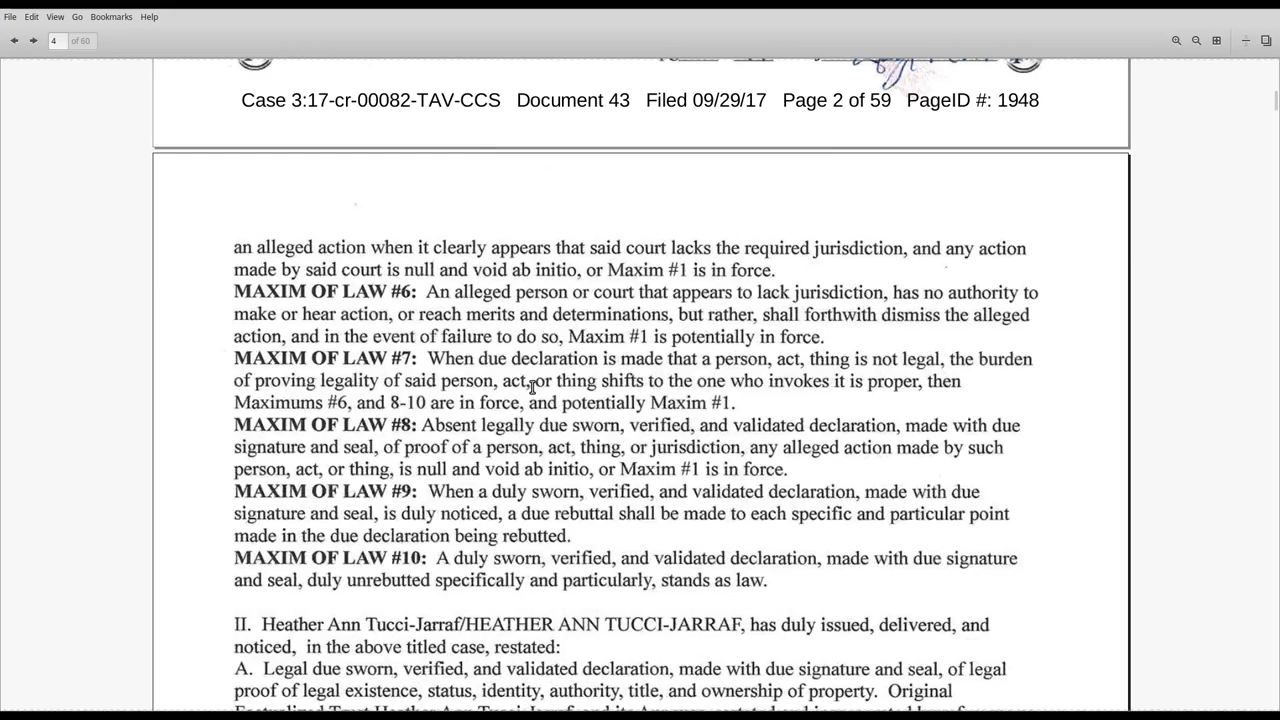 File Edit View Go Bookmarks Help
4 of 60
Case 3:17-cr-00082-TAV-CCS Document 43 Filed 09/29/17 Page 2 of 59 PageID #: 1948
an alleged action when it clearly appears that said court lacks the required jurisdiction, and any action
made by said court is null and void ab initio, or Maxim #1 is in force.
MAXIM OF LAW #6: An alleged person or court that appears to lack jurisdiction, has no authority to
make or hear action, or reach merits and determinations, but rather, shall forthwith dismiss the alleged
action, and in the event of failure to do so, Maxim #1 is potentially in force.
MAXIM OF LAW #7: When due declaration is made that a person, act, thing is not legal, the burden
of proving legality of said person, act, or thing shifts to the one who invokes it is proper, then
Maximums #6, and 8-10 are in force, and potentially Maxim #1.
MAXIM OF LAW #8: Absent legally due sworn, verified, and validated declaration, made with due
signature and seal, of proof of a person, act, thing, or jurisdiction, any alleged action made by such
person, act, or thing, is null and void ab initio, or Maxim #1 is in force.
MAXIM OF LAW #9: When a duly sworn, verified, and validated declaration, made with due
signature and seal, is duly noticed, a due rebuttal shall be made to each specific and particular point
made in the due declaration being rebutted.
MAXIM OF LAW #10: A duly sworn, verified, and validated declaration, made with due signature
and seal, duly unrebutted specifically and particularly, stands as law.
II. Heather Ann Tucci-Jarraf/HEATHER ANN TUCCI-JARRAF, has duly issued, delivered, and
noticed, in the above titled case, restated:
A. Legal due sworn, verified, and validated declaration, made with due signature and seal, of legal
proof of legal existence, status, identity, authority, title, and ownership of property. Original